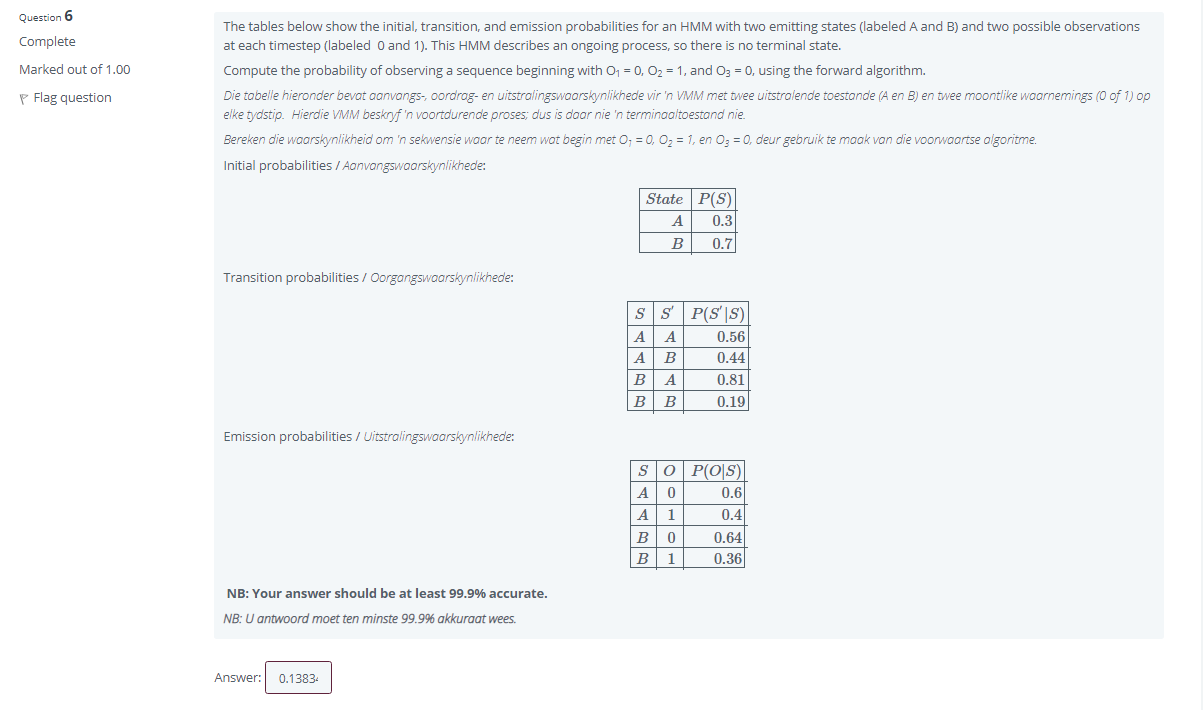 Question 6
Complete
Marked out of 1.00
Flag question
The tables below show the initial, transition, and emission probabilities for an HMM with two emitting states (labeled A and B) and two possible observations
at each timestep (labeled 0 and 1). This HMM describes an ongoing process, so there is no terminal state.
Compute the probability of observing a sequence beginning with O₁ = 0, O₂ = 1, and O₃ = 0, using the forward algorithm.
Die tabelle hieronder bevat aanvangs-, oordrag- en uitstralingswaarskynlikhede vir 'n VMM met twee uitstralende toestande (A en B) en twee moontlike waarnemings (0 of 1) op
elke tydstip. Hierdie VMM beskryf 'n voortdurende proses; dus is daar nie 'n terminaaltoestand nie.
Bereken die waarskynlikheid om 'n sekwensie waar te neem wat begin met O₁ = 0, O₂ = 1, en O₃ = 0, deur gebruik te maak van die voorwaartse algoritme.
Initial probabilities / Aanvangswaarskynlikhede:
State P(S)
A 0.3
B 0.7
Transition probabilities / Oorgangswaarskynlikhede:
S S′ P(S′|S)
A A 0.56
A B 0.44
B A 0.81
B B 0.19
Emission probabilities / Uitstralingswaarskynlikhede:
S O P(O|S)
A 0 0.6
A 1 0.4
B 0 0.64
B 1 0.36
NB: Your answer should be at least 99.9% accurate.
NB: U antwoord moet ten minste 99.9% akkuraat wees.
Answer: 0.1383